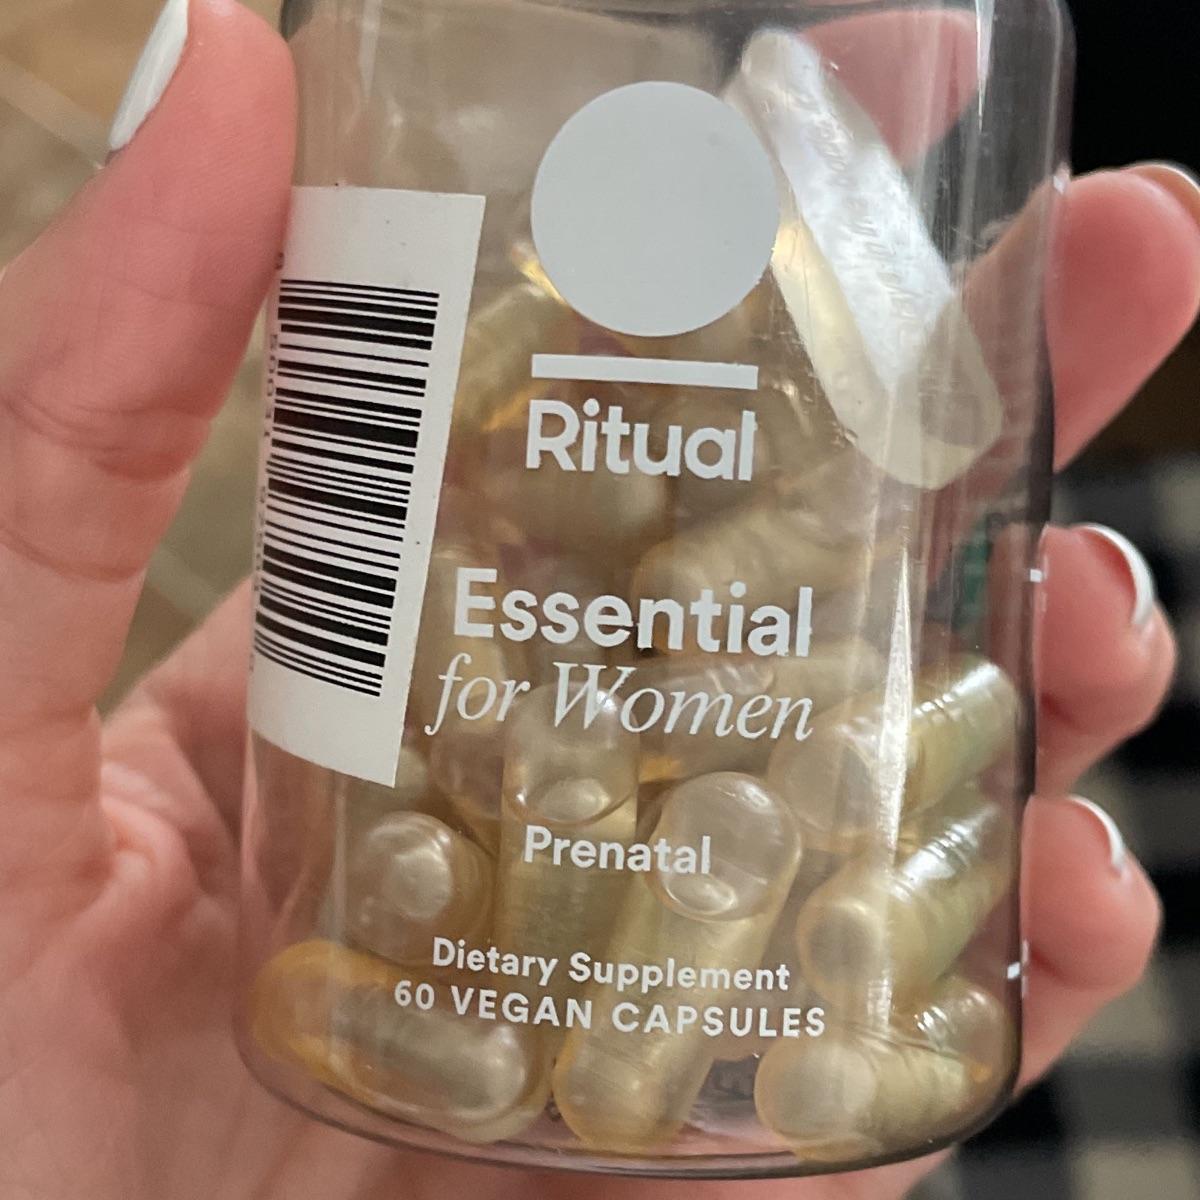 Ritual
Essential
for Women
Prenatal
Dietary Supplement
60 VEGAN CAPSULES